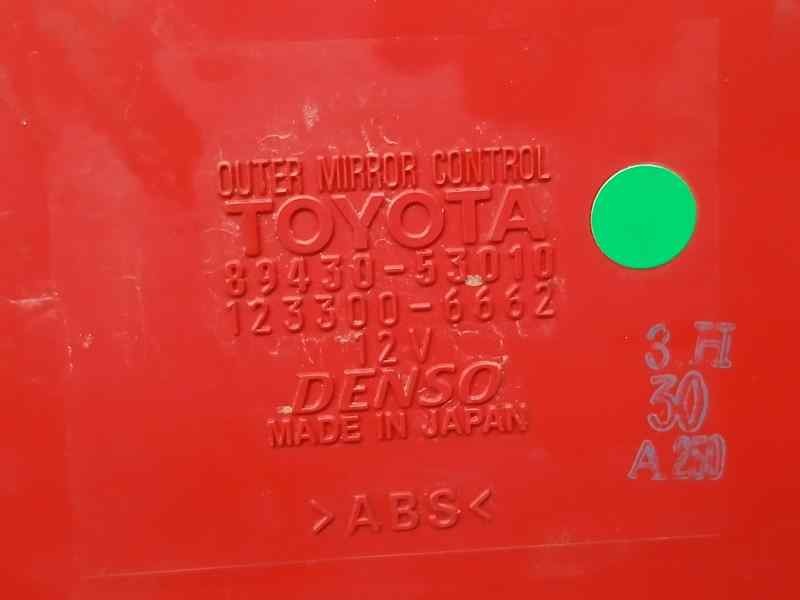 OUTER MIRROR CONTROL
TOYOTA
89430-53010
123300-6662
12V
DENSO
MADE IN JAPAN
>ABS<
3 H
30
A 250